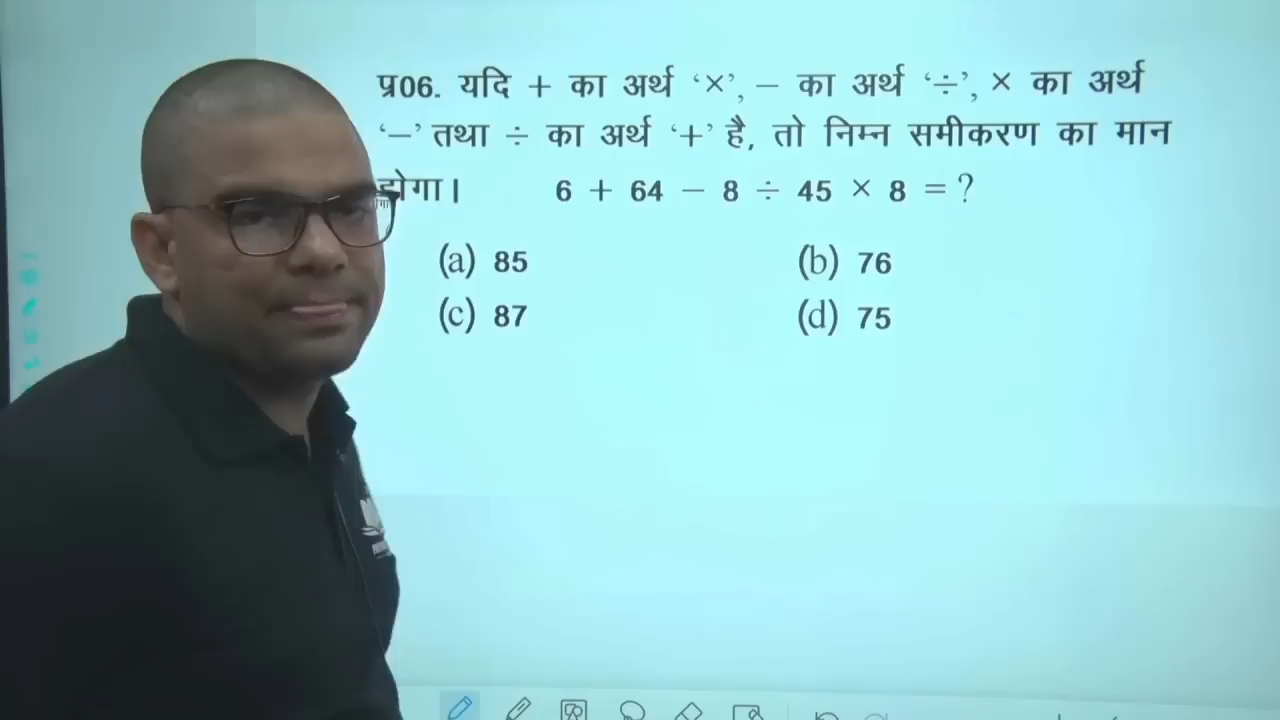 प्र06. यदि + का अर्थ ‘×’, − का अर्थ ‘÷’, × का अर्थ
‘−’ तथा ÷ का अर्थ ‘+’ है, तो निम्न समीकरण का मान
होगा। 6 + 64 − 8 ÷ 45 × 8 = ?
(a) 85 (b) 76
(c) 87 (d) 75